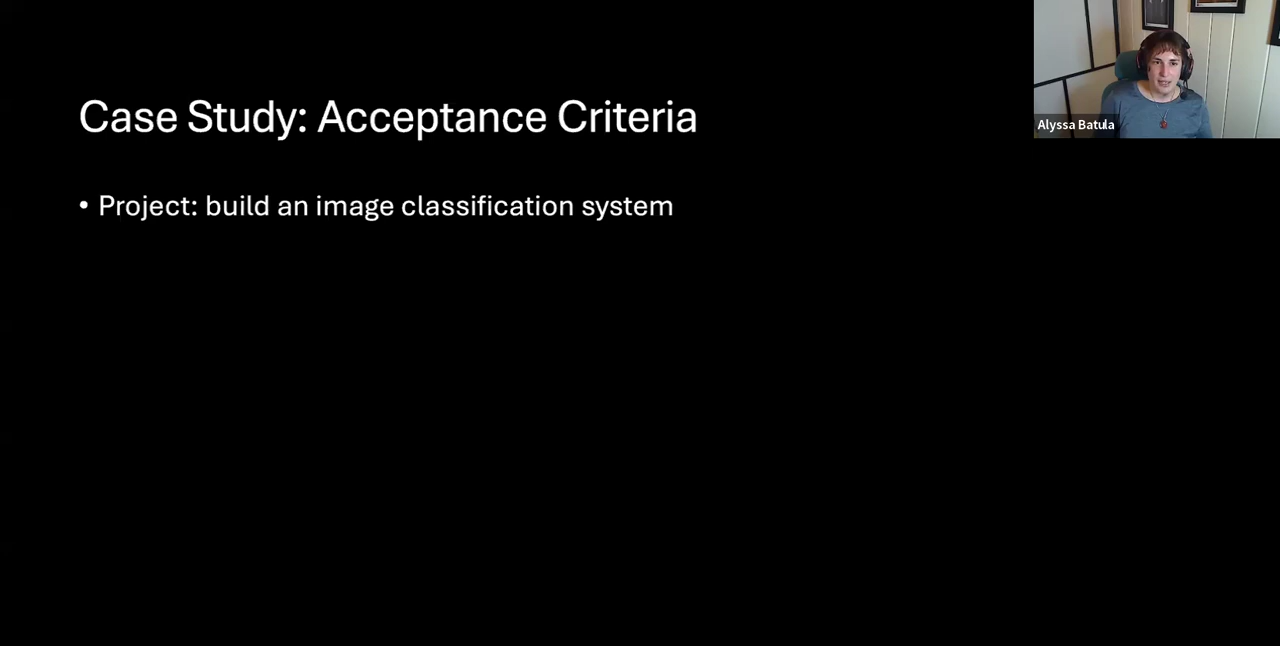 Case Study: Acceptance Criteria
• Project: build an image classification system
Alyssa Batula